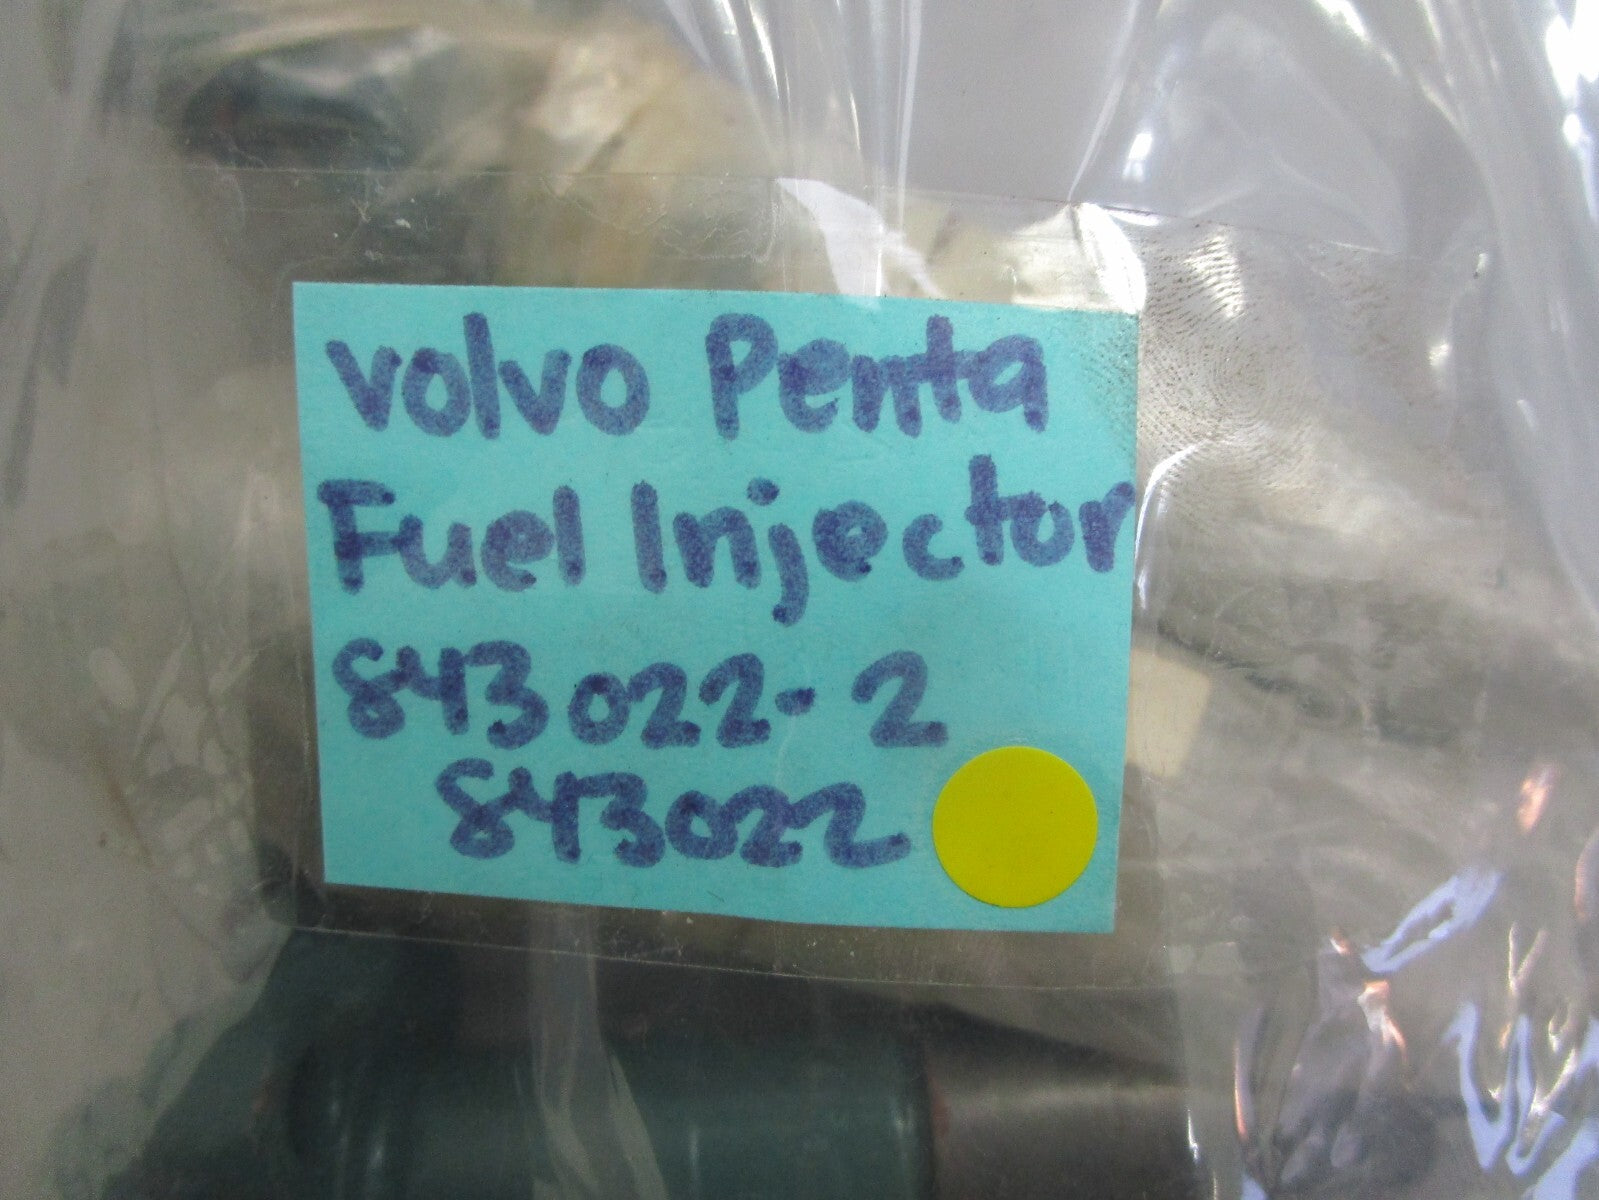 Volvo Penta
Fuel Injector
843022-2
843022